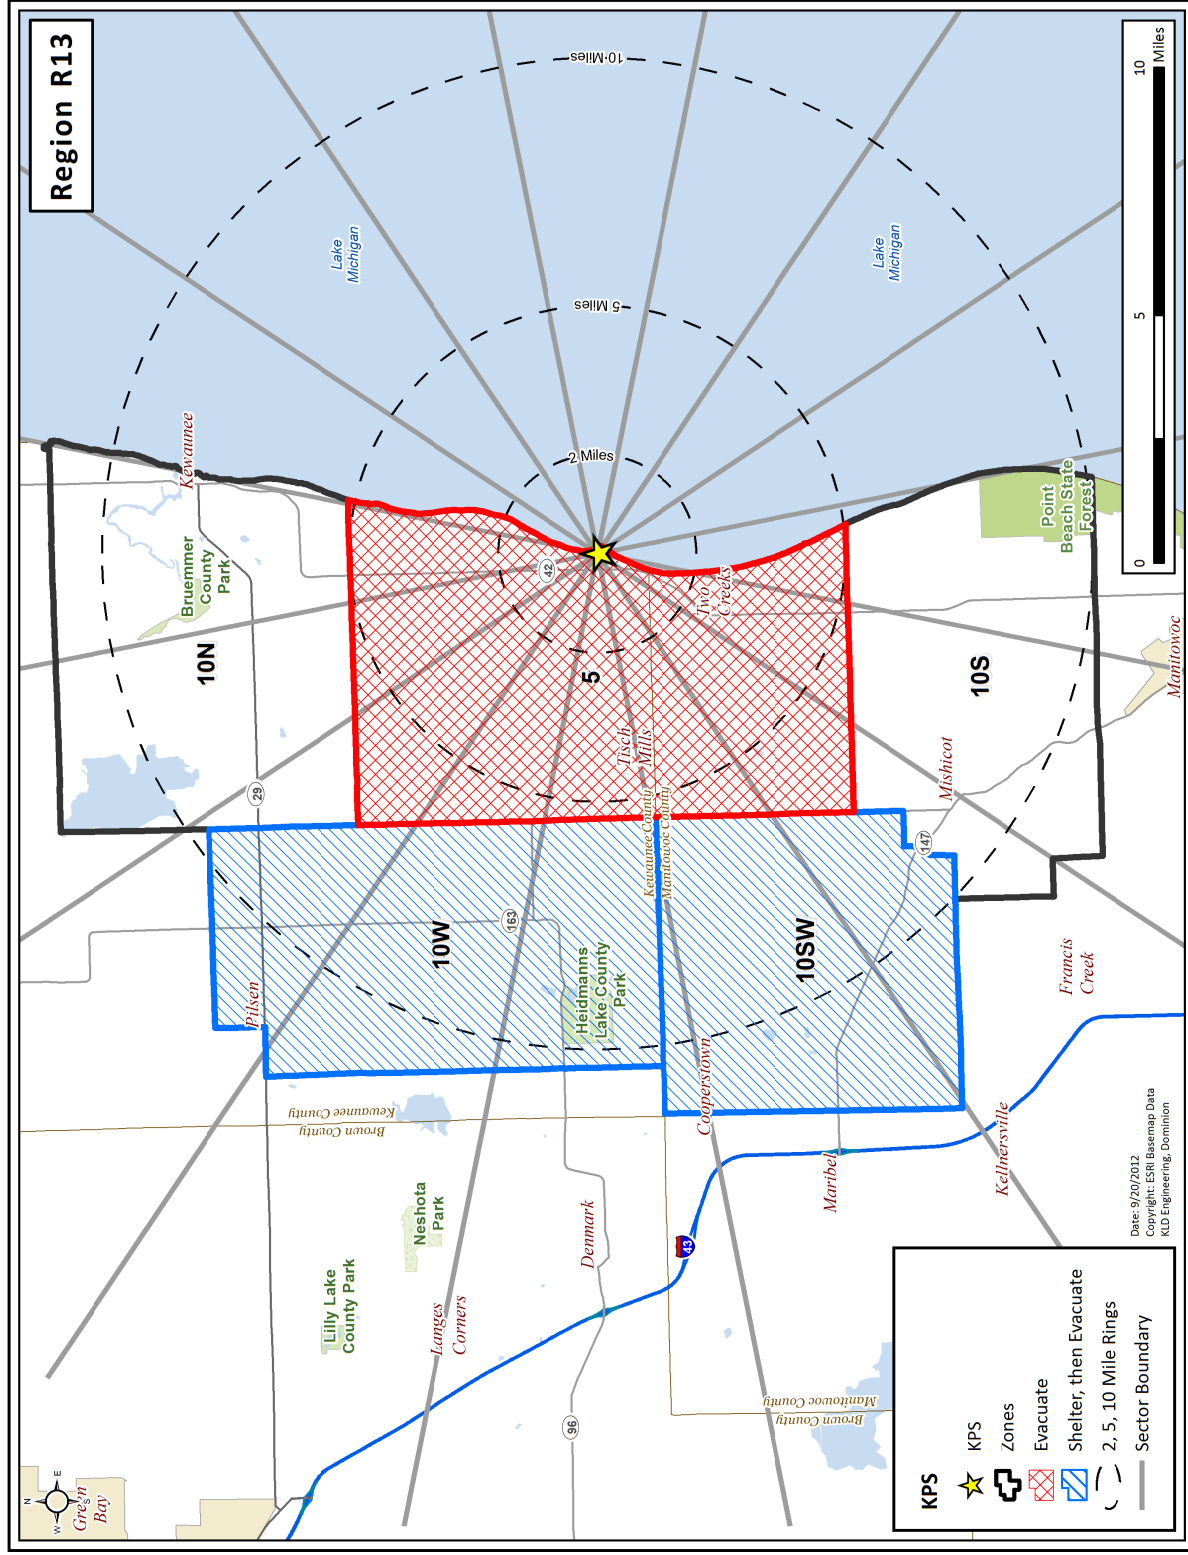 Region R13
10 Miles
5 Miles
2 Miles
Lake
Michigan
Lake
Michigan
Kewaunee
Bruemmer
County
Park
10N
29
42
5
Two
Creeks
Tisch
Mills
Kewaunee County
Manitowoc County
Point
Beach State
Forest
10S
Mishicot
Manitowoc
147
163
10W
10SW
Pilsen
Heidmanns
Lake County
Park
Cooperstown
Francis
Creek
Kewaunee County
Brown County
Maribel
Kellnersville
Neshota
Park
Lilly Lake
County Park
Langes
Corners
Denmark
43
96
Brown County
Manitowoc County
Green
Bay
N
E
S
W
0
5
10
Miles
Date: 9/20/2012
Copyright: ESRI Basemap Data
KLD Engineering, Dominion
KPS
KPS
Zones
Evacuate
Shelter, then Evacuate
2, 5, 10 Mile Rings
Sector Boundary